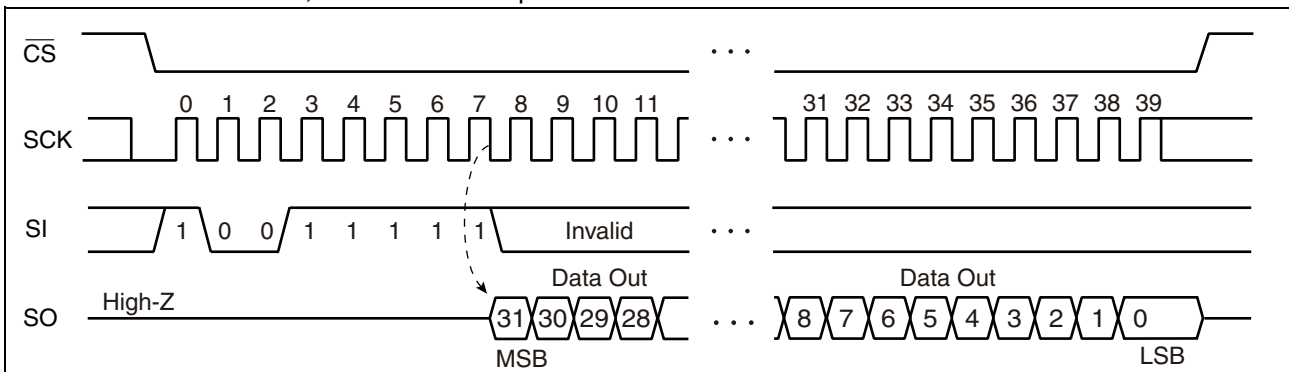 CS
0 1 2 3 4 5 6 7 8 9 10 11 31 32 33 34 35 36 37 38 39
SCK . . .
SI 1 0 0 1 1 1 1 1 Invalid . . .
Data Out Data Out
High-Z
SO 31 30 29 28 . . . 8 7 6 5 4 3 2 1 0
MSB LSB